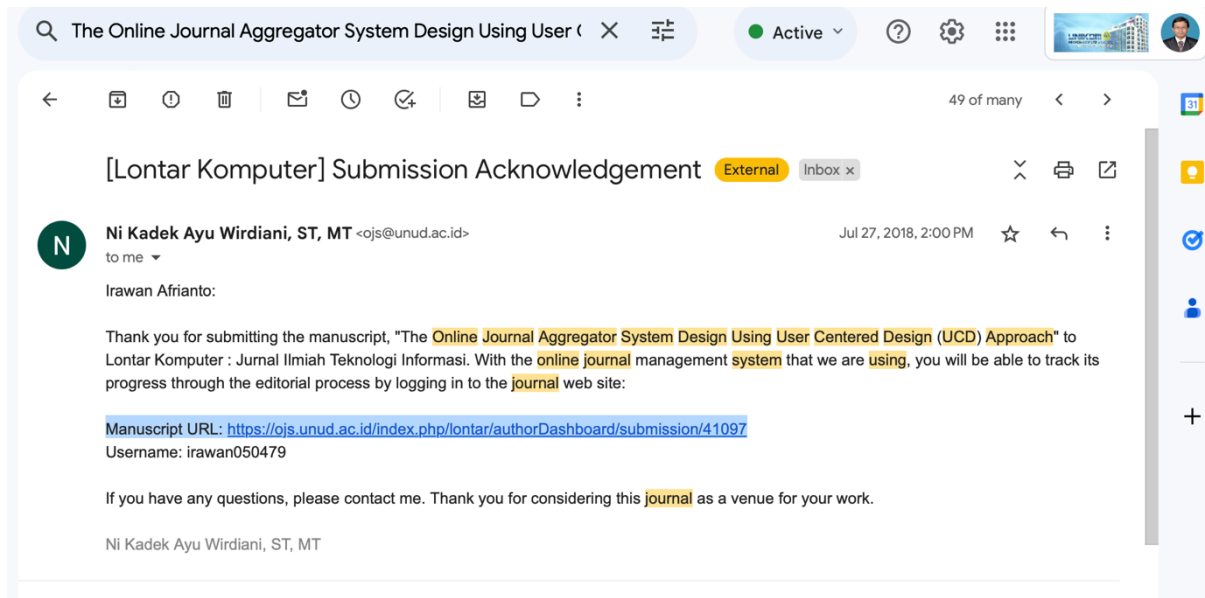 The Online Journal Aggregator System Design Using User
Active
49 of many
31
[Lontar Komputer] Submission Acknowledgement External Inbox x
N
Ni Kadek Ayu Wirdiani, ST, MT <ojs@unud.ac.id>
Jul 27, 2018, 2:00 PM
to me
Irawan Afrianto:
Thank you for submitting the manuscript, "The Online Journal Aggregator System Design Using User Centered Design (UCD) Approach" to
Lontar Komputer : Jurnal Ilmiah Teknologi Informasi. With the online journal management system that we are using, you will be able to track its
progress through the editorial process by logging in to the journal web site:
Manuscript URL: https://ojs.unud.ac.id/index.php/lontar/authorDashboard/submission/41097
Username: irawan050479
If you have any questions, please contact me. Thank you for considering this journal as a venue for your work.
Ni Kadek Ayu Wirdiani, ST, MT